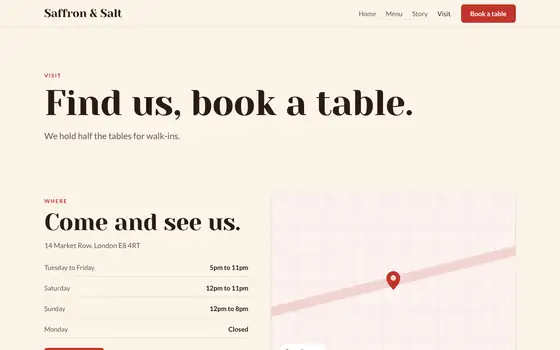 Saffron & Salt
Home Menu Story Visit Book a table
VISIT
Find us, book a table.
We hold half the tables for walk-ins.
WHERE
Come and see us.
14 Market Row, London E8 4RT
Tuesday to Friday 5pm to 11pm
Saturday 12pm to 11pm
Sunday 12pm to 8pm
Monday Closed